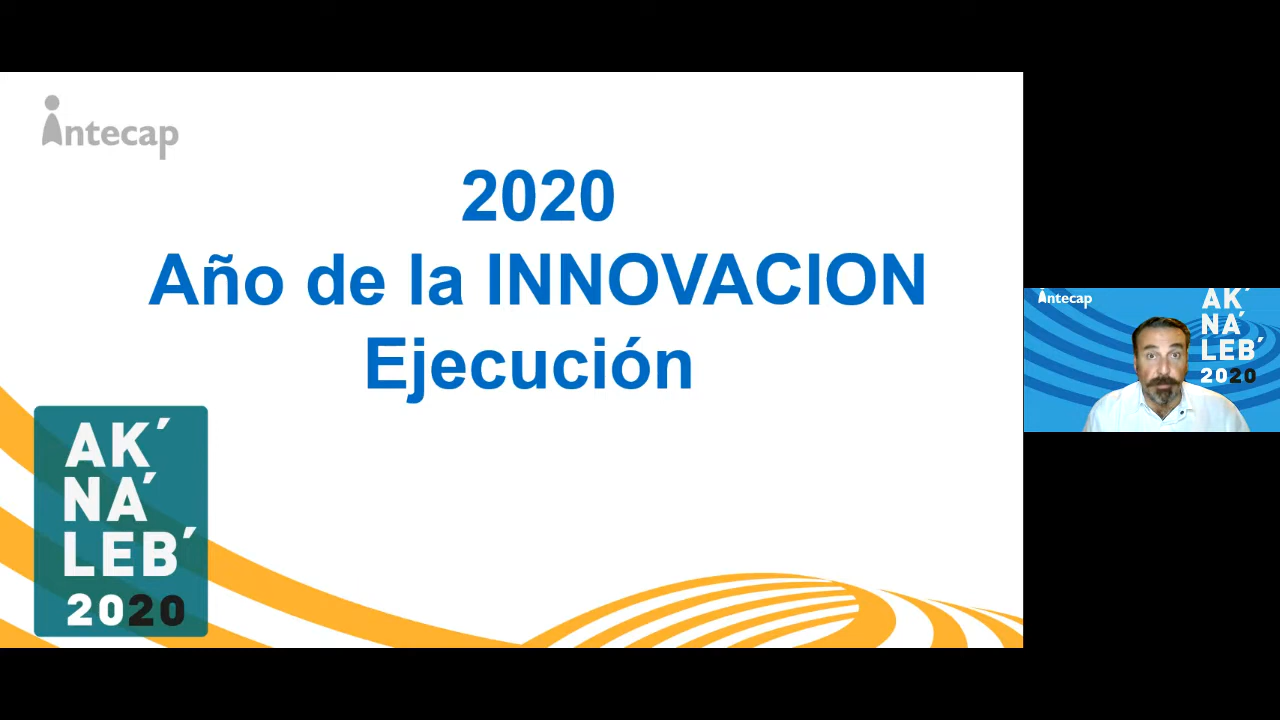 intecap
2020
Año de la INNOVACION
Ejecución
AK´
NA´
LEB´
2020
intecap
AK´
NA´
LEB´
2020